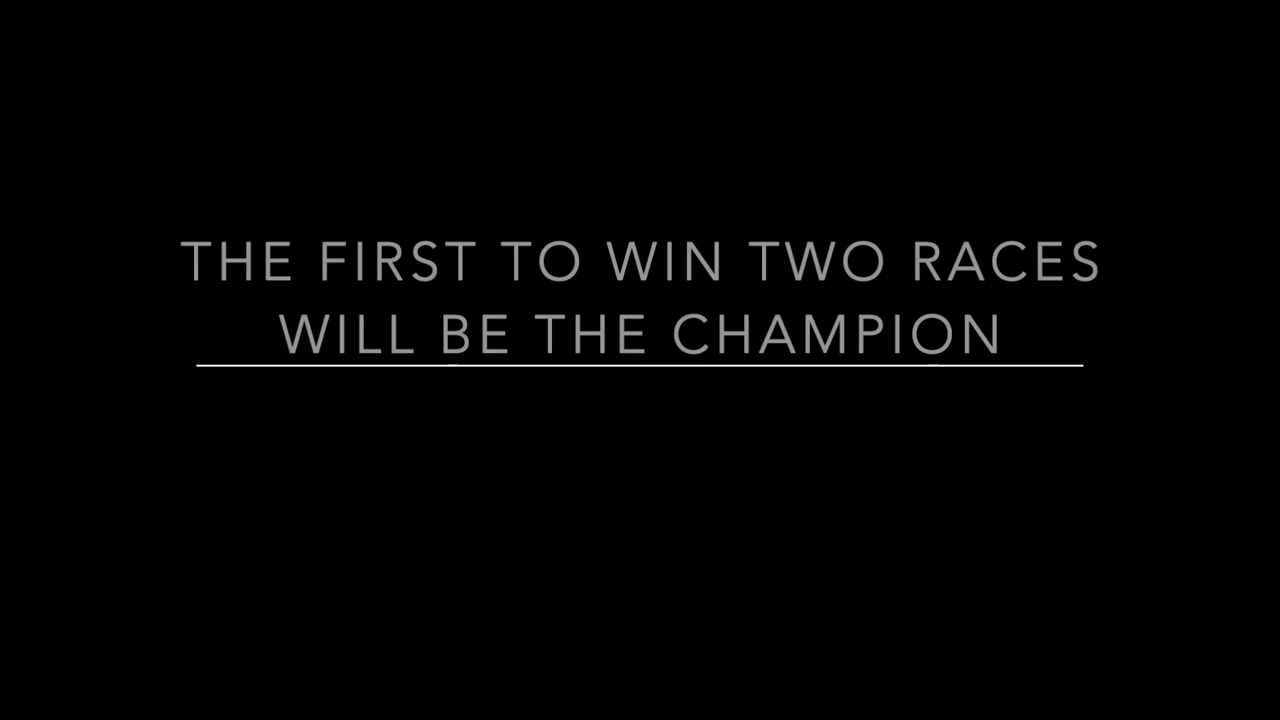 THE FIRST TO WIN TWO RACES
WILL BE THE CHAMPION